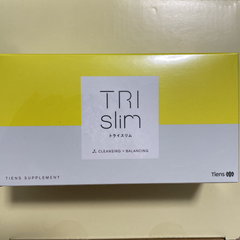 TRI
slim
トライスリム
CLEANSING + BALANCING
TIENS SUPPLEMENT
Tiens